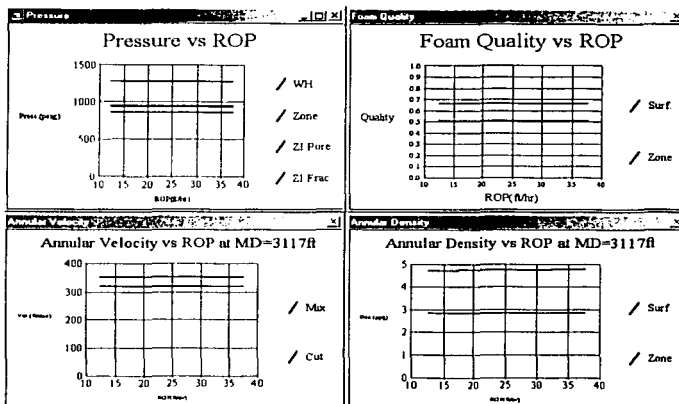 Pressure
Pressure vs ROP
1500
1000
500
0
10 15 20 25 30 35 40
Press (psig)
WH
Zone
ZI Pore
ZI Frac
Foam Quality
Foam Quality vs ROP
1.0
0.9
0.8
0.7
0.6
0.5
0.4
0.3
0.2
0.1
0.0
10 15 20 25 30 35 40
Quality
ROP(ft/hr)
Surf
Zone
Annular Velocity
Annular Velocity vs ROP at MD=3117ft
400
300
200
100
0
10 15 20 25 30 35 40
Mix
Cut
Annular Density
Annular Density vs ROP at MD=3117ft
5
4
3
2
1
0
10 15 20 25 30 35 40
Surf
Zone